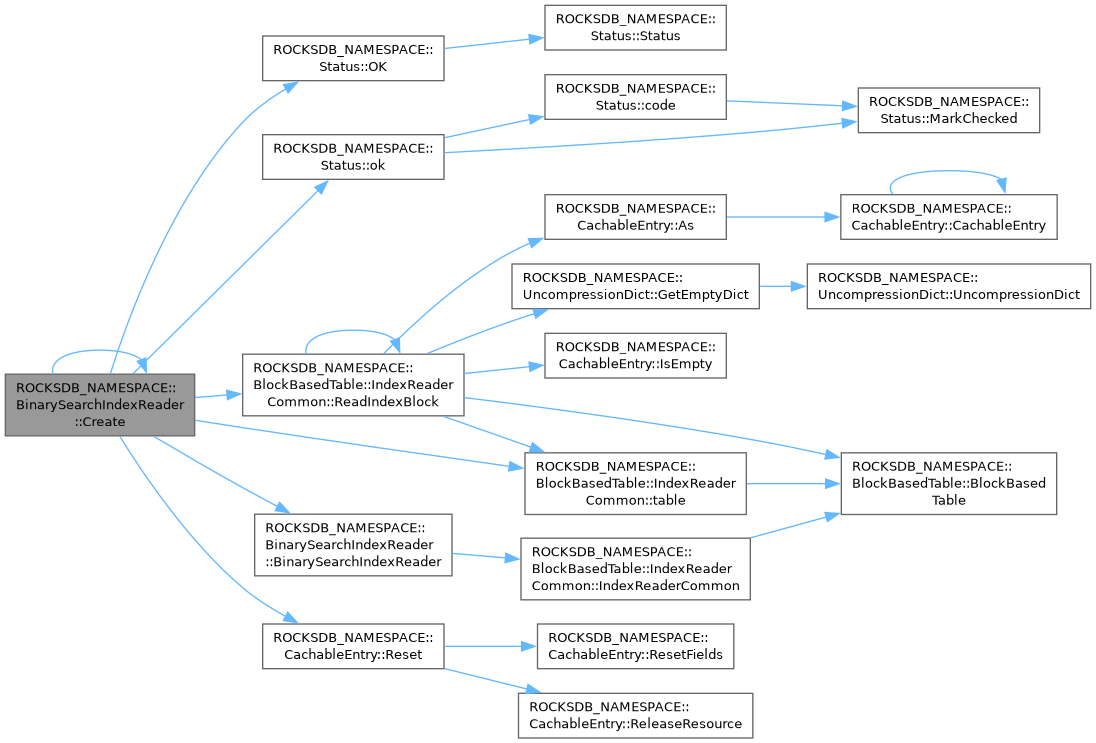 ROCKSDB_NAMESPACE::
Status::Status
ROCKSDB_NAMESPACE::
Status::OK
ROCKSDB_NAMESPACE::
Status::code
ROCKSDB_NAMESPACE::
Status::MarkChecked
ROCKSDB_NAMESPACE::
Status::ok
ROCKSDB_NAMESPACE::
CachableEntry::As
ROCKSDB_NAMESPACE::
CachableEntry::CachableEntry
ROCKSDB_NAMESPACE::
UncompressionDict::GetEmptyDict
ROCKSDB_NAMESPACE::
UncompressionDict::UncompressionDict
ROCKSDB_NAMESPACE::
CachableEntry::IsEmpty
ROCKSDB_NAMESPACE::
BlockBasedTable::IndexReader
Common::ReadIndexBlock
ROCKSDB_NAMESPACE::
BinarySearchIndexReader
::Create
ROCKSDB_NAMESPACE::
BlockBasedTable::IndexReader
Common::table
ROCKSDB_NAMESPACE::
BlockBasedTable::BlockBased
Table
ROCKSDB_NAMESPACE::
BinarySearchIndexReader
::BinarySearchIndexReader
ROCKSDB_NAMESPACE::
BlockBasedTable::IndexReader
Common::IndexReaderCommon
ROCKSDB_NAMESPACE::
CachableEntry::Reset
ROCKSDB_NAMESPACE::
CachableEntry::ResetFields
ROCKSDB_NAMESPACE::
CachableEntry::ReleaseResource